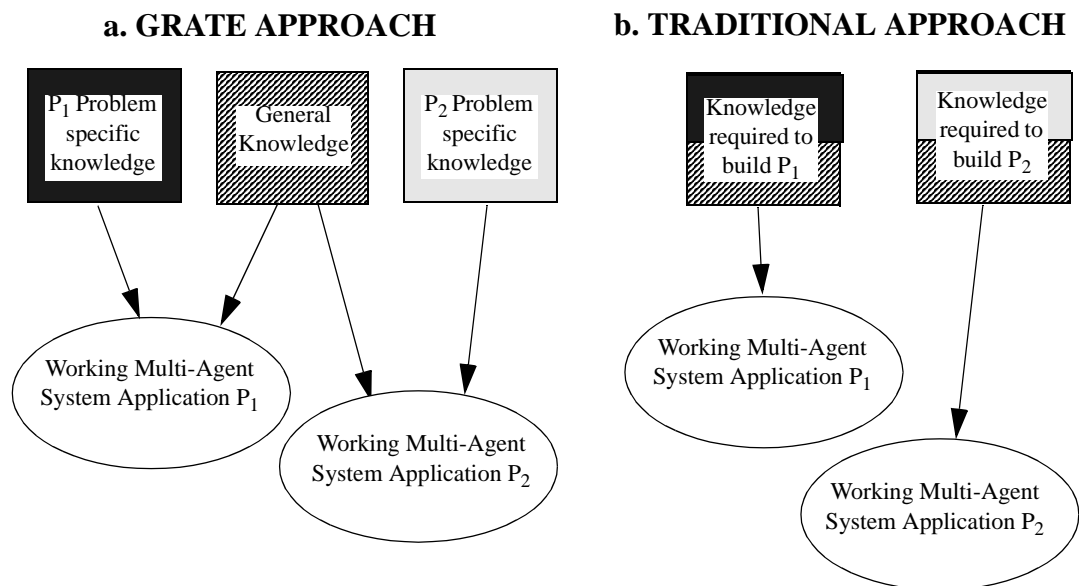 a. GRATE APPROACH
P1 Problem
specific
knowledge
General
Knowledge
P2 Problem
specific
knowledge
Working Multi-Agent
System Application P1
Working Multi-Agent
System Application P2
b. TRADITIONAL APPROACH
Knowledge
required to
build P1
Knowledge
required to
build P2
Working Multi-Agent
System Application P1
Working Multi-Agent
System Application P2